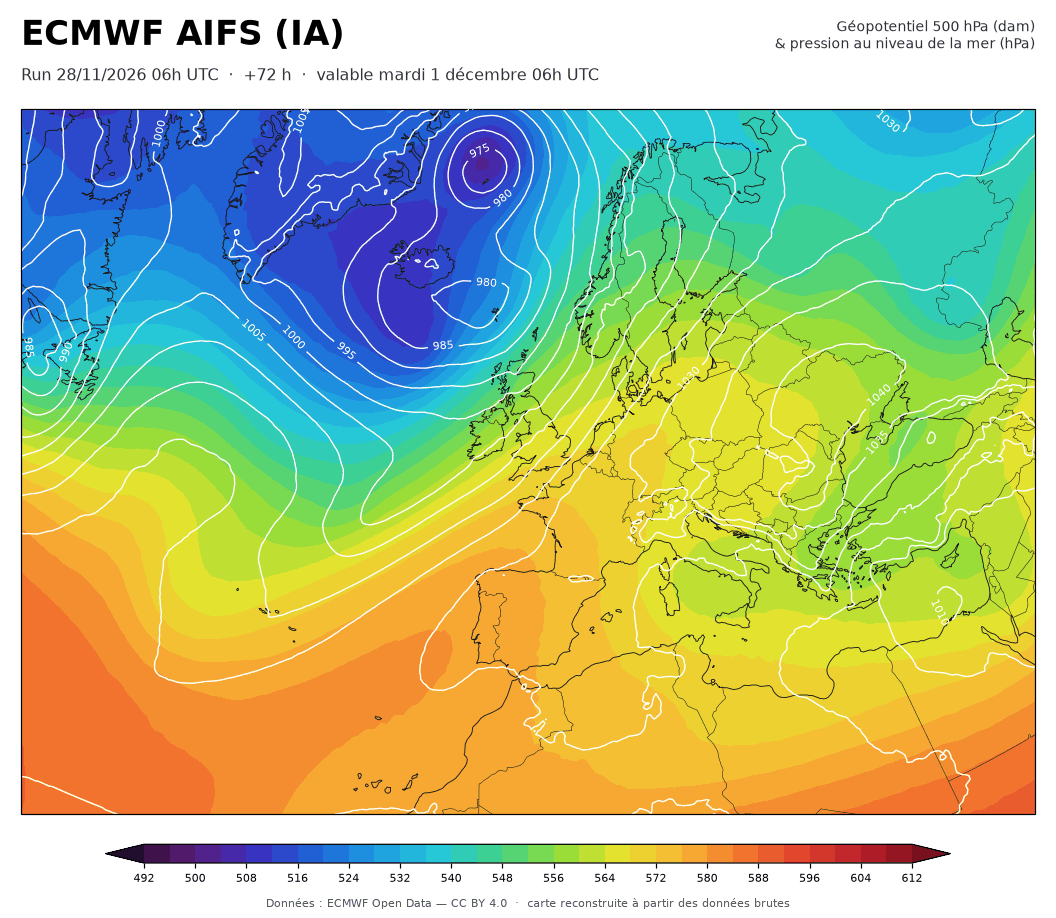 ECMWF AIFS (IA)
Géopotentiel 500 hPa (dam)
& pression au niveau de la mer (hPa)
Run 28/11/2026 06h UTC · +72 h · valable mardi 1 décembre 06h UTC
1000
1005
975
1030
980
980
985
1005
1000
995
985
990
1030
1040
1035
1010
492 500 508 516 524 532 540 548 556 564 572 580 588 596 604 612
Données : ECMWF Open Data — CC BY 4.0 · carte reconstruite à partir des données brutes